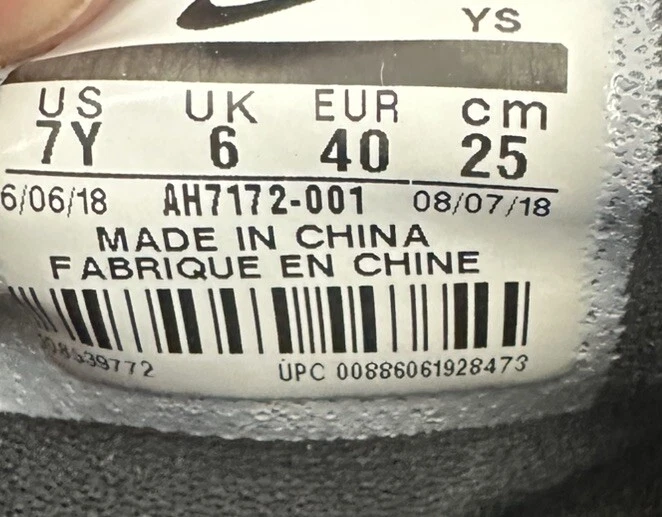 YS
US UK EUR cm
7Y 6 40 25
6/06/18 AH7172-001 08/07/18
MADE IN CHINA
FABRIQUE EN CHINE
UPC 00886061928473